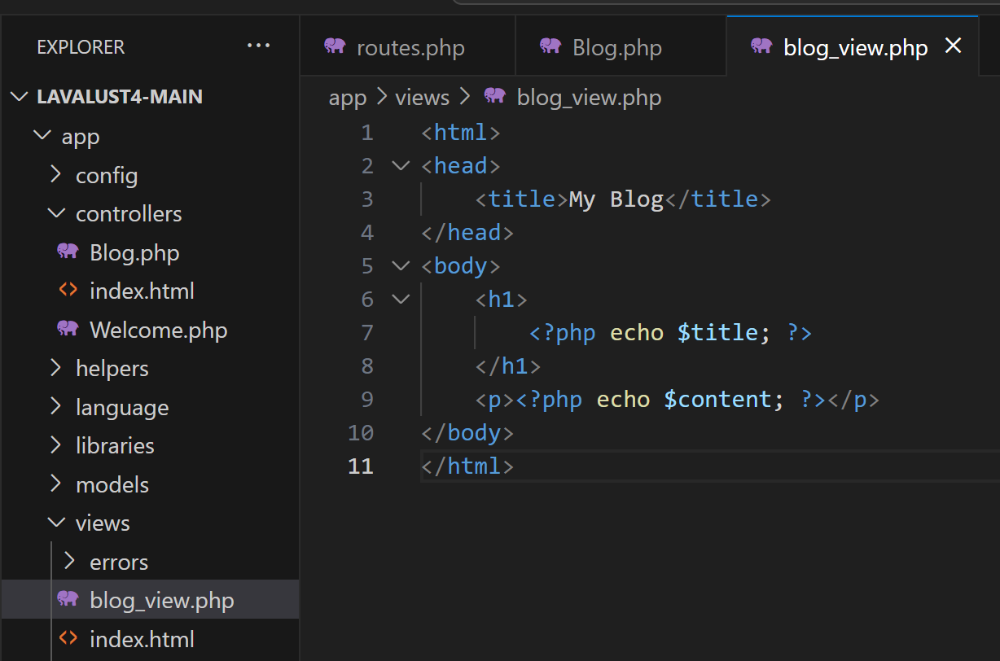 EXPLORER ...
LAVALUST4-MAIN
app
config
controllers
Blog.php
index.html
Welcome.php
helpers
language
libraries
models
views
errors
blog_view.php
index.html
routes.php Blog.php blog_view.php
app > views > blog_view.php
1 <html>
2 <head>
3     <title>My Blog</title>
4 </head>
5 <body>
6     <h1>
7         <?php echo $title; ?>
8     </h1>
9     <p><?php echo $content; ?></p>
10 </body>
11 </html>